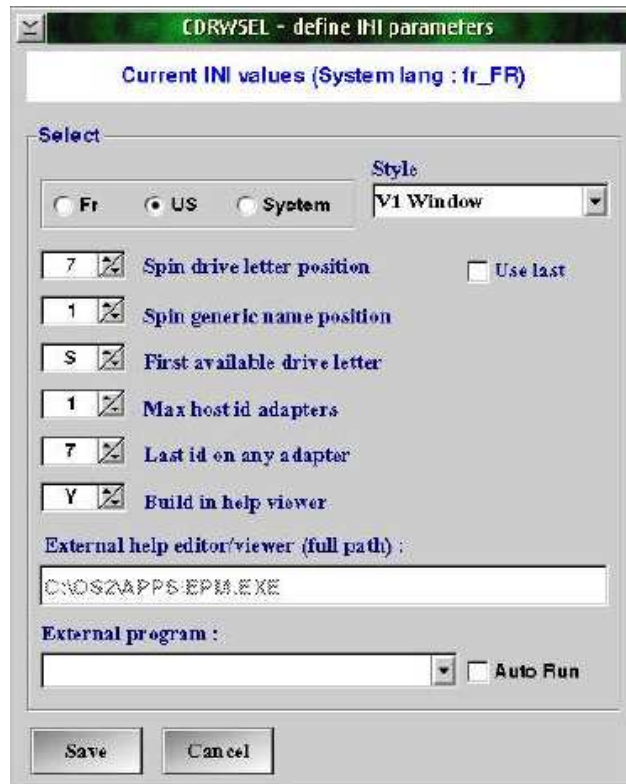 CDRWSEL - define INI parameters
Current INI values (System lang : fr_FR)
Select
Style
Fr US System V1 Window
7 Spin drive letter position Use last
1 Spin generic name position
S First available drive letter
1 Max host id adapters
7 Last id on any adapter
Y Build in help viewer
External help editor/viewer (full path) :
C:\OS2\APPS\EPM.EXE
External program :
Auto Run
Save Cancel